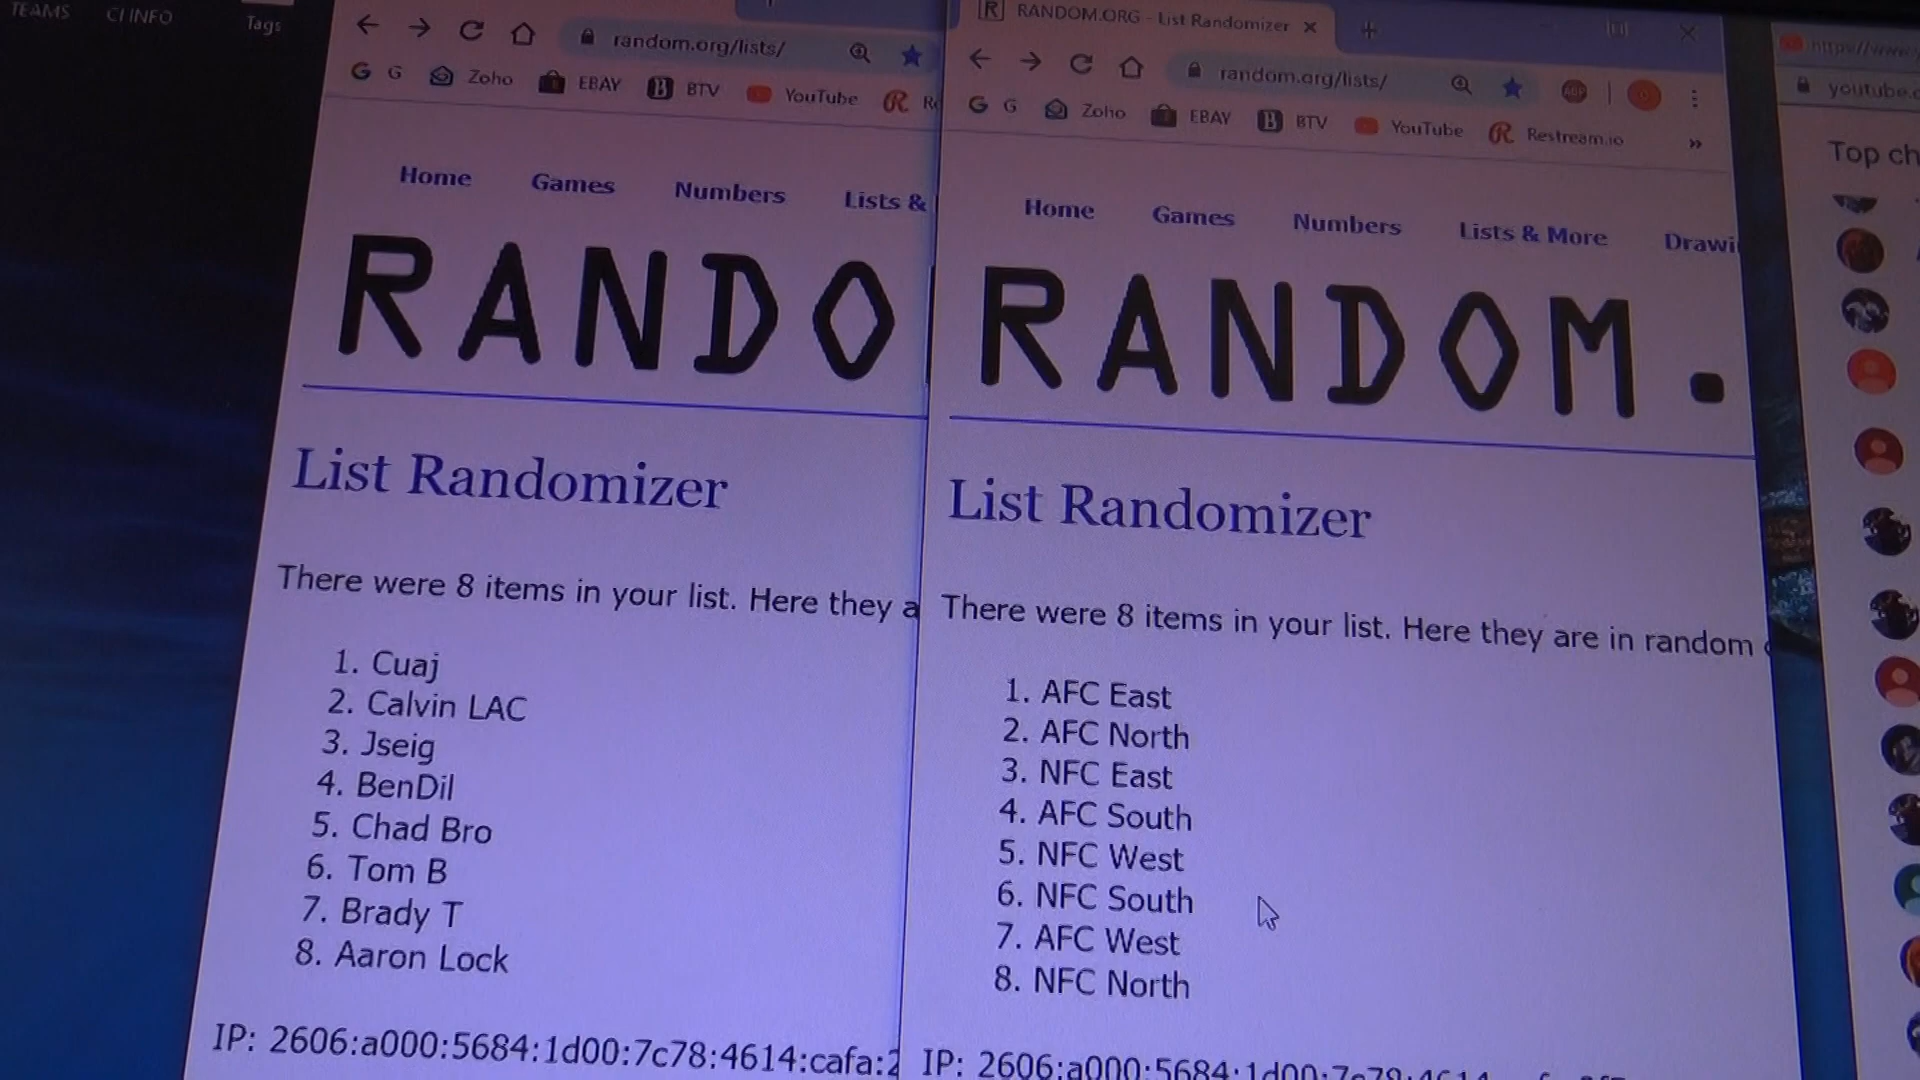 TEAMS CI INFO Tags
random.org/lists/
G G Zoho EBAY BTV YouTube
Home Games Numbers Lists &
RANDO
List Randomizer
There were 8 items in your list. Here they a
1. Cuaj
2. Calvin LAC
3. Jseig
4. BenDil
5. Chad Bro
6. Tom B
7. Brady T
8. Aaron Lock
IP: 2606:a000:5684:1d00:7c78:4614:cafa:2
RANDOM.ORG - List Randomizer
random.org/lists/
ABP
G G Zoho EBAY BTV YouTube Restream.io »
Home Games Numbers Lists & More Drawi
RANDOM.
List Randomizer
There were 8 items in your list. Here they are in random
1. AFC East
2. AFC North
3. NFC East
4. AFC South
5. NFC West
6. NFC South
7. AFC West
8. NFC North
IP: 2606:a000:5684:1d00:7c78:4614
youtube.c
Top ch